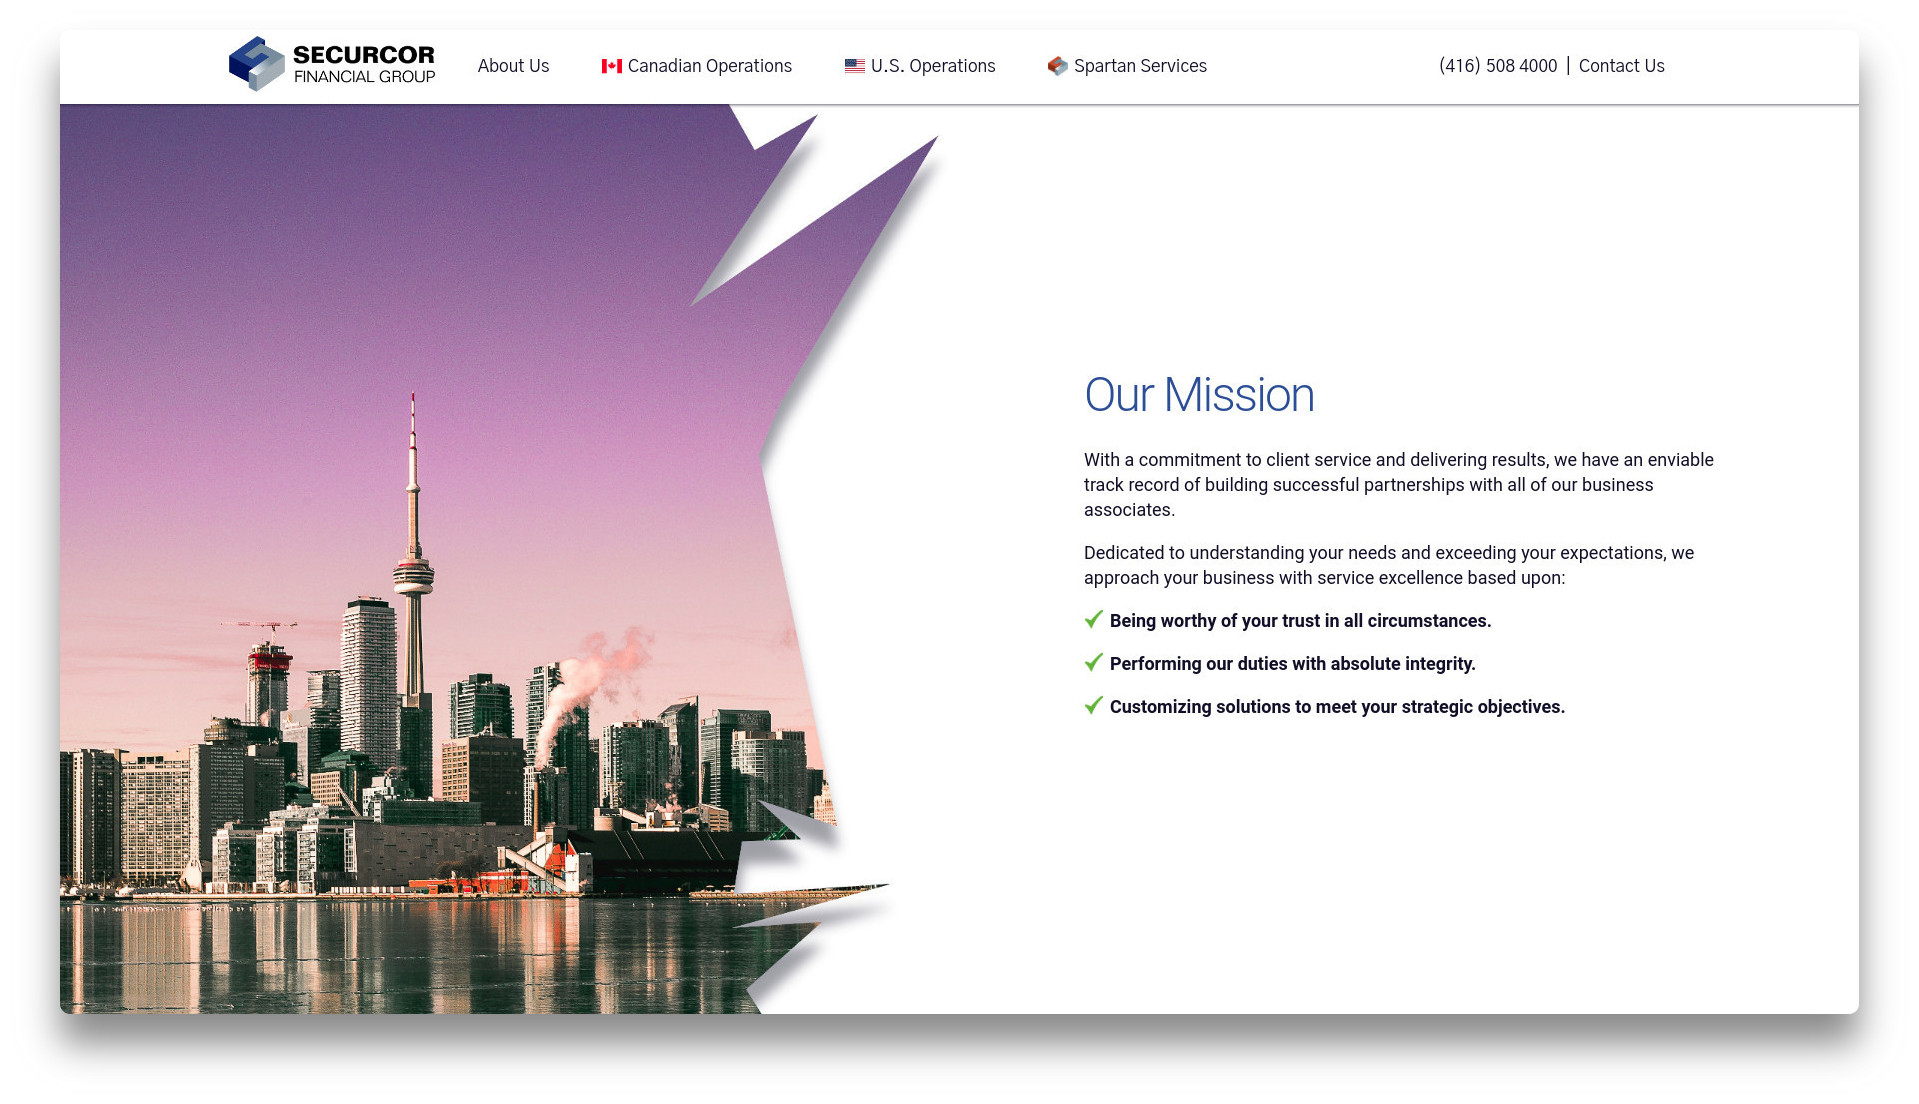 SECURCOR
FINANCIAL GROUP
About Us
Canadian Operations
U.S. Operations
Spartan Services
(416) 508 4000 | Contact Us
Our Mission
With a commitment to client service and delivering results, we have an enviable
track record of building successful partnerships with all of our business
associates.
Dedicated to understanding your needs and exceeding your expectations, we
approach your business with service excellence based upon:
Being worthy of your trust in all circumstances.
Performing our duties with absolute integrity.
Customizing solutions to meet your strategic objectives.